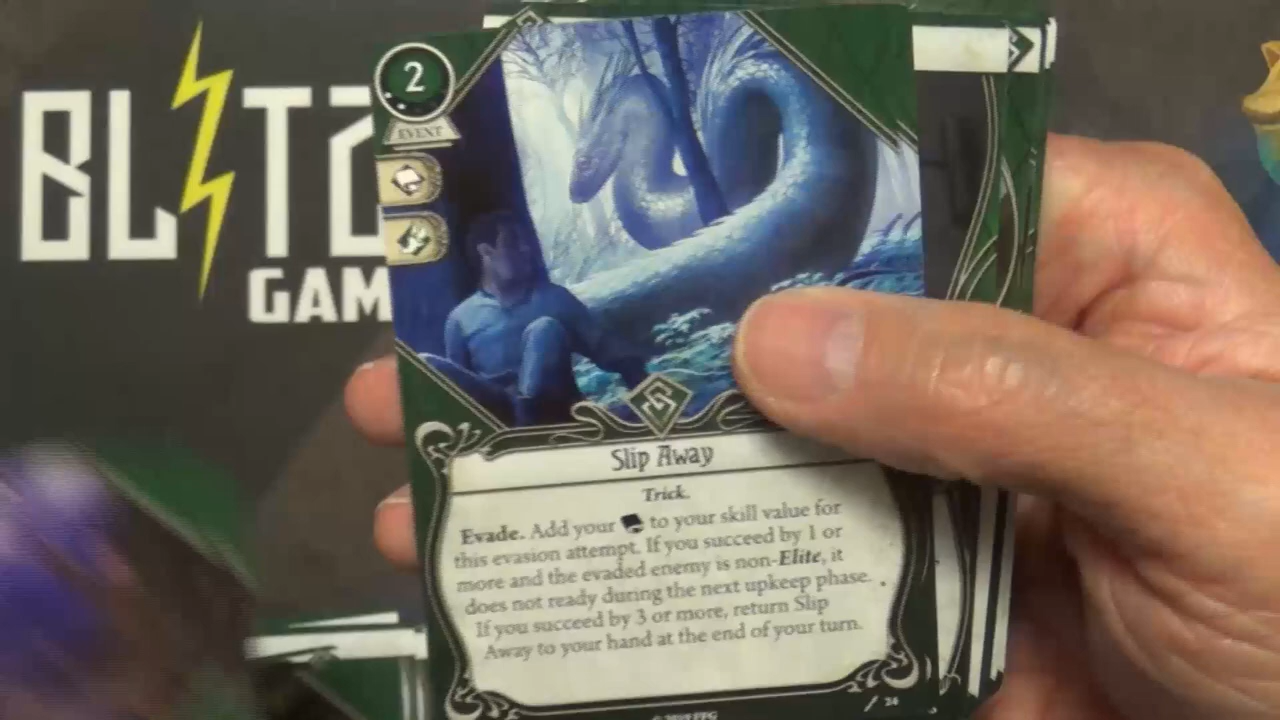 BLITZ
GAM
2
EVENT
Slip Away
Trick.
Evade. Add your to your skill value for
this evasion attempt. If you succeed by 1 or
more and the evaded enemy is non-Elite, it
does not ready during the next upkeep phase.
If you succeed by 3 or more, return Slip
Away to your hand at the end of your turn.
24